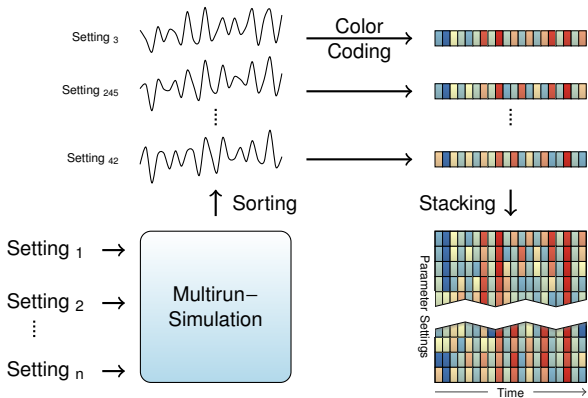 Setting 3
Color
Coding
Setting 245
Setting 42
Sorting
Stacking
Setting 1
Setting 2
Setting n
Multirun–
Simulation
Parameter Settings
Time